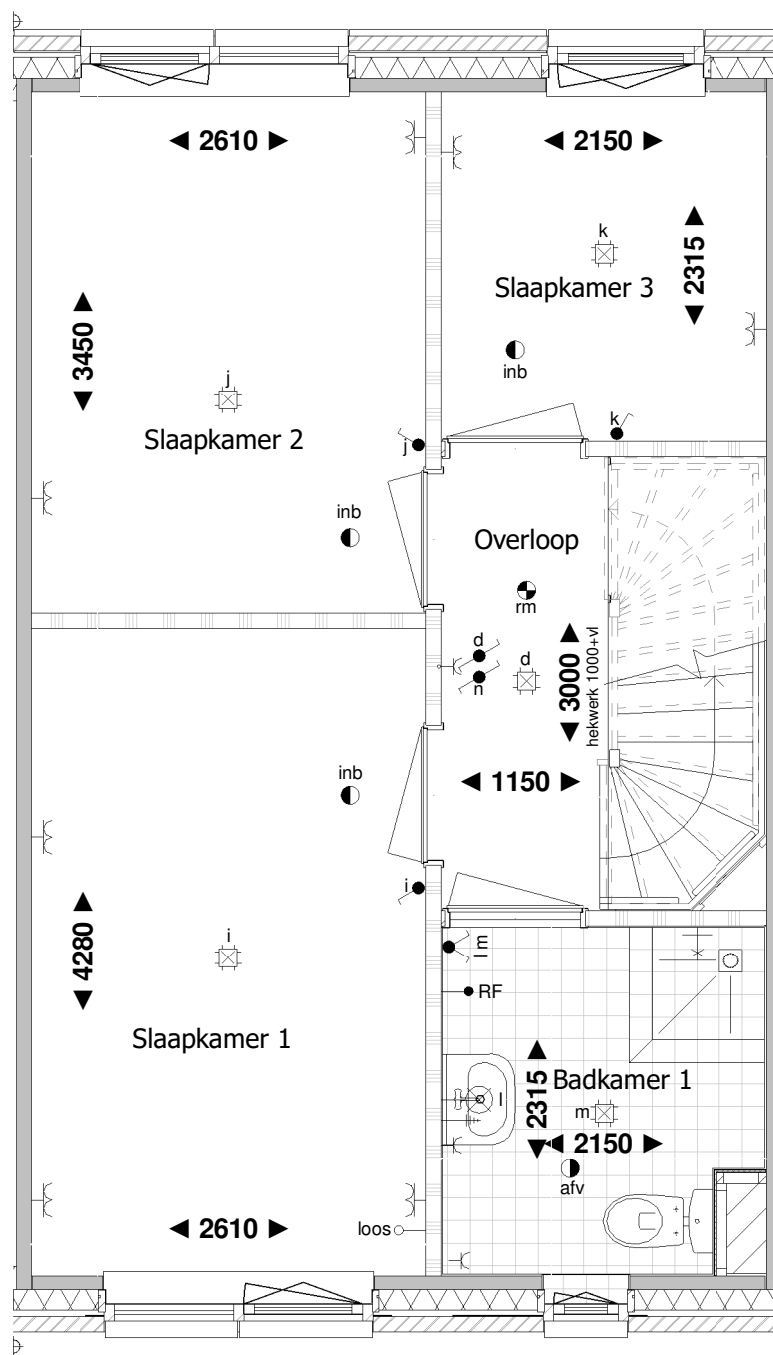 ◄ 2610 ►
◄ 2150 ►
k
◄ 2315 ►
Slaapkamer 3
◄ 3450 ►
inb
j
k
Slaapkamer 2
j
inb
Overloop
rm
d
d
n
◄ 3000 ►
hekwerk 1000+vl
inb
◄ 1150 ►
i
◄ 4280 ►
i
l m
RF
Slaapkamer 1
◄ 2315 ►
Badkamer 1
l
m
◄ 2150 ►
afv
◄ 2610 ►
loos